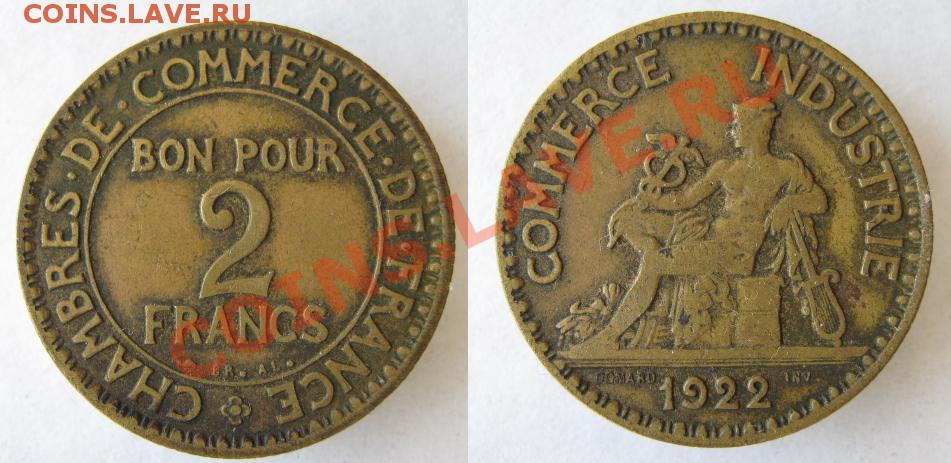 COINS.LAVE.RU
CHAMBRES·DE·COMMERCE·DE·FRANCE
BON POUR
2
FRANCS
COMMERCE INDUSTRIE
INV
1922
COINS.LAVE.RU